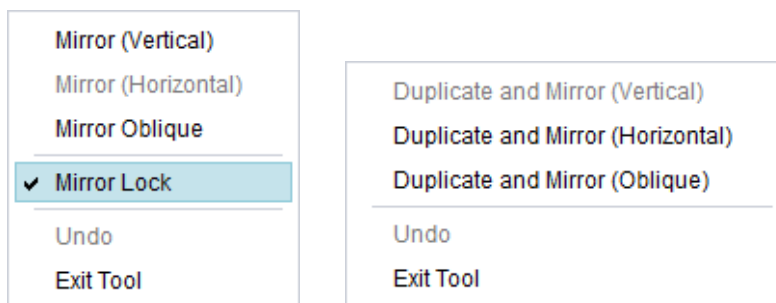 Mirror (Vertical)
Mirror (Horizontal)
Mirror Oblique
Mirror Lock
Undo
Exit Tool
Duplicate and Mirror (Vertical)
Duplicate and Mirror (Horizontal)
Duplicate and Mirror (Oblique)
Undo
Exit Tool